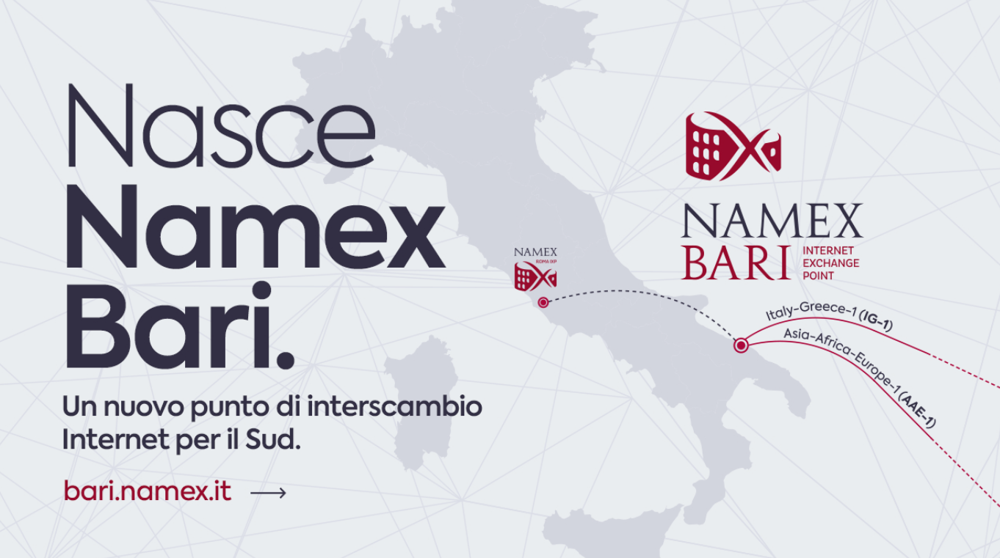 Nasce
Namex
Bari.
Un nuovo punto di interscambio
Internet per il Sud.
bari.namex.it
NAMEX
ROMA IXP
NAMEX
BARI
INTERNET
EXCHANGE
POINT
Italy-Greece-1 (IG-1)
Asia-Africa-Europe-1 (AAE-1)